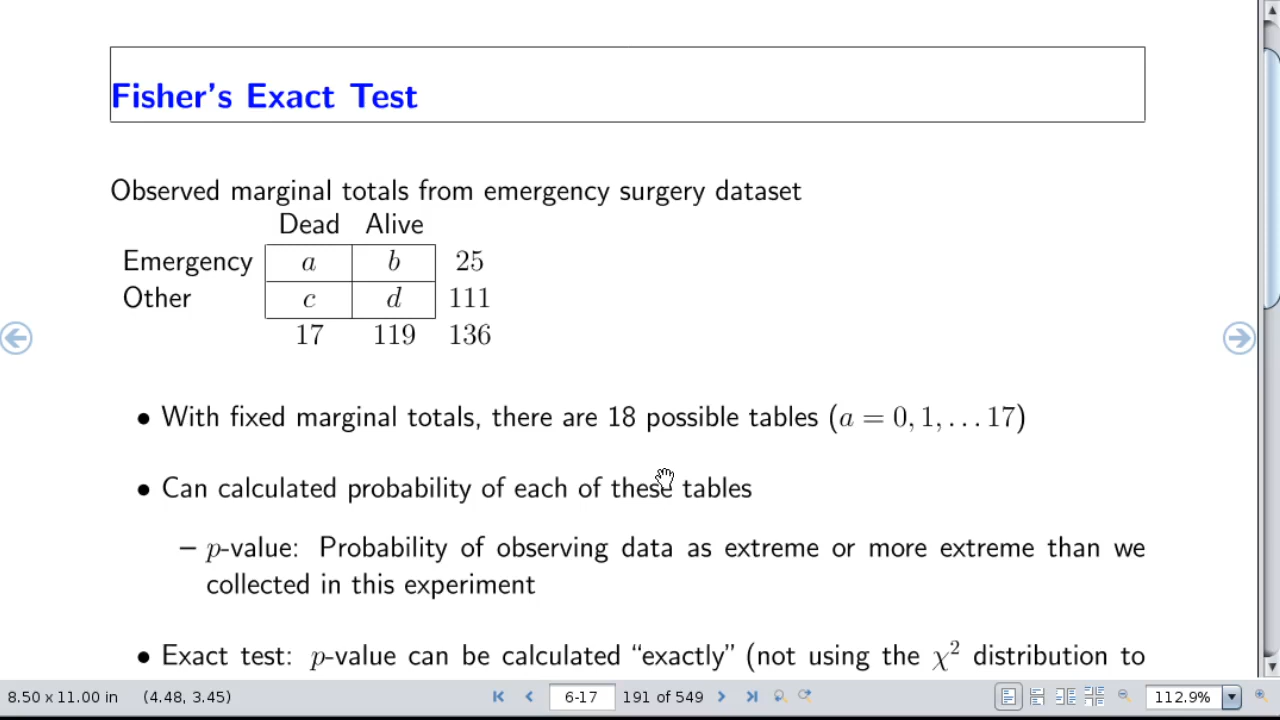 Fisher's Exact Test
Observed marginal totals from emergency surgery dataset
Dead Alive
Emergency a b 25
Other c d 111
17 119 136
• With fixed marginal totals, there are 18 possible tables (a = 0, 1, . . . 17)
• Can calculated probability of each of these tables
– p-value: Probability of observing data as extreme or more extreme than we
collected in this experiment
• Exact test: p-value can be calculated “exactly” (not using the χ² distribution to
8.50 x 11.00 in (4.48, 3.45) 6-17 191 of 549 112.9%